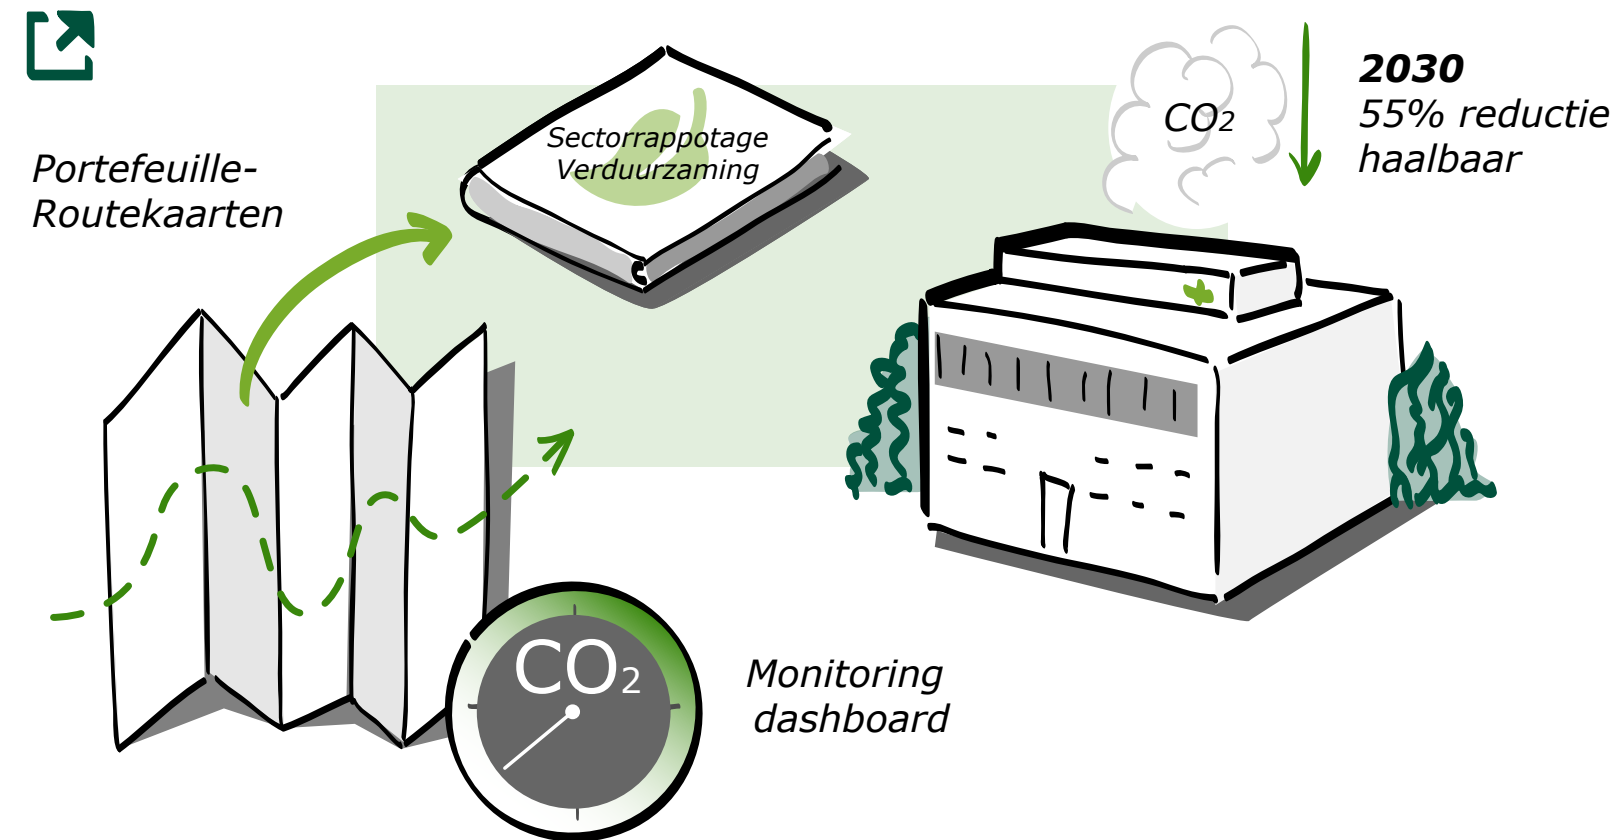 Portefeuille-
Routekaarten
Sectorrappotage
Verduurzaming
CO2
2030
55% reductie
haalbaar
CO2
Monitoring
dashboard